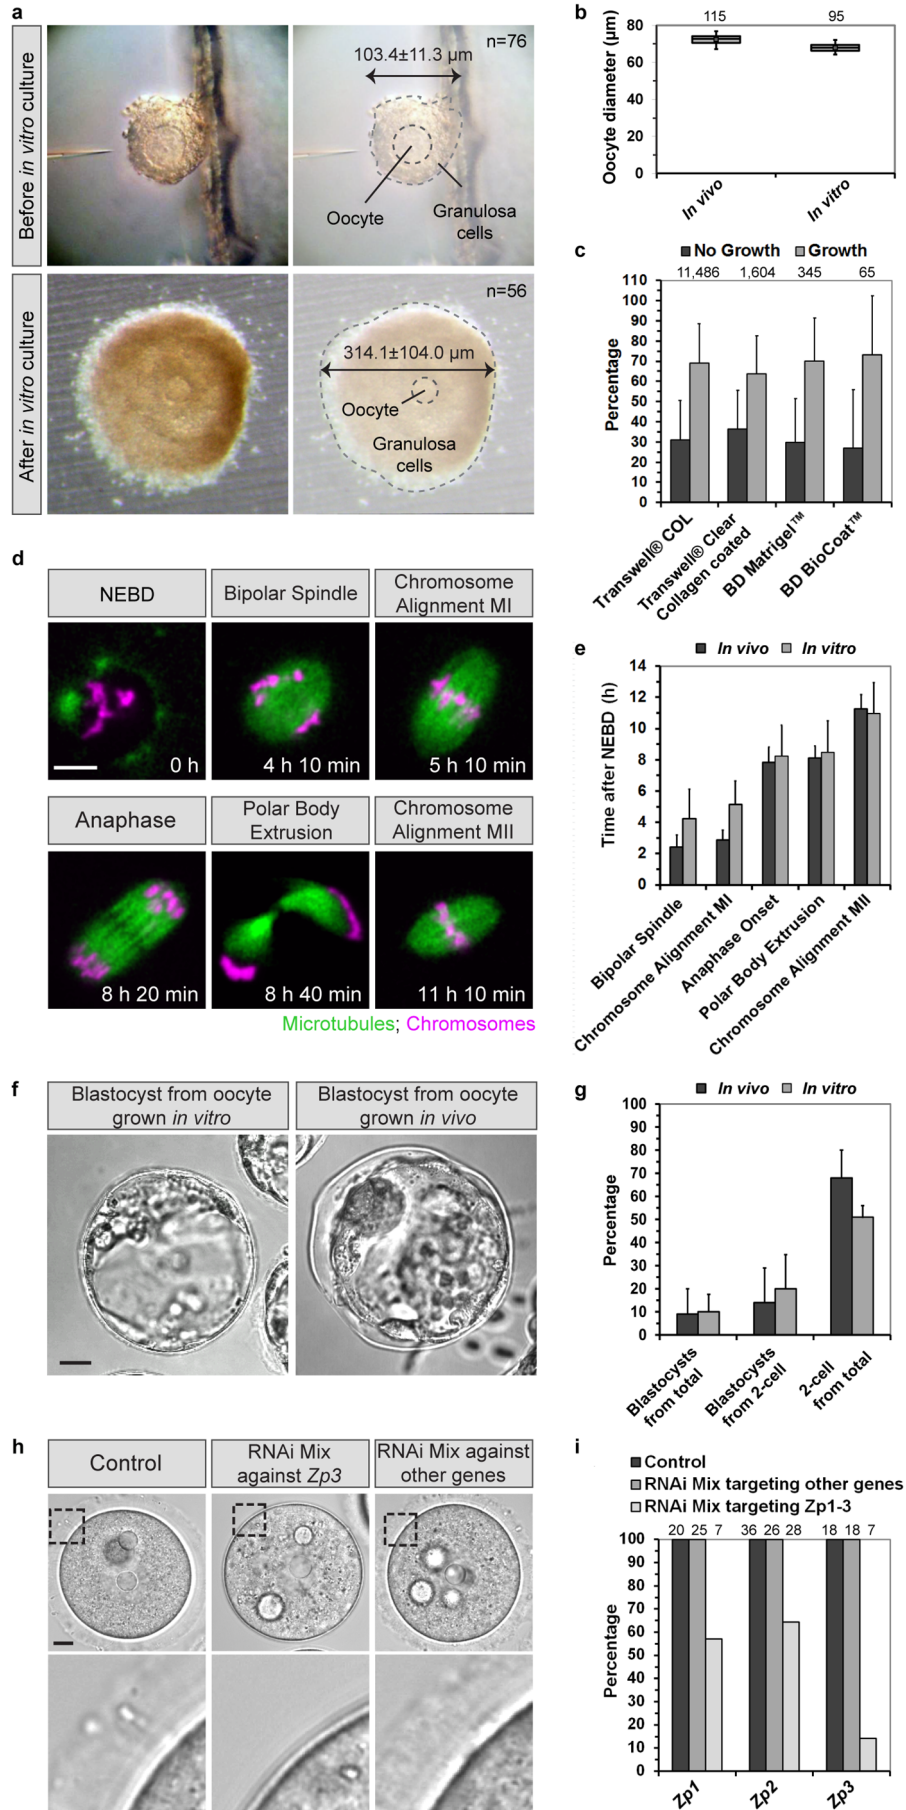 a
Before in vitro culture
n=76
103.4±11.3 µm
Oocyte
Granulosa
cells
After in vitro culture
n=56
314.1±104.0 µm
Oocyte
Granulosa
cells
b
115 95
Oocyte diameter (µm)
80
60
40
20
0
In vivo
In vitro
c
No Growth Growth
11,486 1,604 345 65
Percentage
110
100
90
80
70
60
50
40
30
20
10
0
Transwell® COL
Transwell® Clear
Collagen coated
BD Matrigel™
BD BioCoat™
d
NEBD
Bipolar Spindle
Chromosome
Alignment MI
0 h
4 h 10 min
5 h 10 min
Anaphase
Polar Body
Extrusion
Chromosome
Alignment MII
8 h 20 min
8 h 40 min
11 h 10 min
Microtubules; Chromosomes
e
In vivo In vitro
Time after NEBD (h)
14
12
10
8
6
4
2
0
Bipolar Spindle
Chromosome Alignment MI
Anaphase Onset
Polar Body Extrusion
Chromosome Alignment MII
f
Blastocyst from oocyte
grown in vitro
Blastocyst from oocyte
grown in vivo
g
In vivo In vitro
Percentage
100
90
80
70
60
50
40
30
20
10
0
Blastocysts
from total
Blastocysts
from 2-cell
2-cell
from total
h
Control
RNAi Mix
against Zp3
RNAi Mix against
other genes
i
Control
RNAi Mix targeting other genes
RNAi Mix targeting Zp1-3
20 25 7 36 26 28 18 18 7
Percentage
100
90
80
70
60
50
40
30
20
10
0
Zp1
Zp2
Zp3